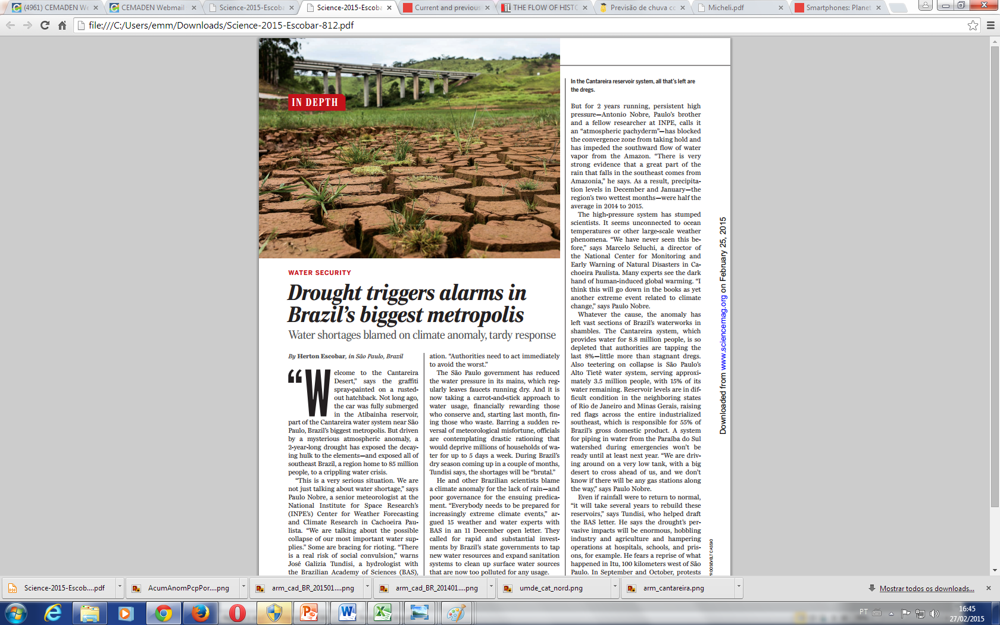 (4961) CEMADEN We
CEMADEN Webmail
Science-2015-Escoba
Science-2015-Escoba
Current and previous
THE FLOW OF HISTO
Previsão de chuva co
Micheli.pdf
Smartphones: Planet
file:///C:/Users/emm/Downloads/Science-2015-Escobar-812.pdf
IN DEPTH
WATER SECURITY
Drought triggers alarms in
Brazil’s biggest metropolis
Water shortages blamed on climate anomaly, tardy response
By Herton Escobar, in São Paulo, Brazil
“Welcome to the Cantareira
Desert,” says the graffiti
spray-painted on a rusted-
out hatchback. Not long ago,
the car was fully submerged
in the Atibainha reservoir,
part of the Cantareira water system near São
Paulo, Brazil’s biggest metropolis. But driven
by a mysterious atmospheric anomaly, a
2-year-long drought has exposed the decay-
ing hulk to the elements—and exposed all of
southeast Brazil, a region home to 85 million
people, to a crippling water crisis.
“This is a very serious situation. We are
not just talking about water shortage,” says
Paulo Nobre, a senior meteorologist at the
National Institute for Space Research’s
(INPE’s) Center for Weather Forecasting
and Climate Research in Cachoeira Pau-
lista. “We are talking about the possible
collapse of our most important water sup-
plies.” Some are bracing for rioting. “There
is a real risk of social convulsion,” warns
José Galizia Tundisi, a hydrologist with
the Brazilian Academy of Sciences (BAS),
ation. “Authorities need to act immediately
to avoid the worst.”
The São Paulo government has reduced
the water pressure in its mains, which reg-
ularly leaves faucets running dry. And it is
now taking a carrot-and-stick approach to
water usage, financially rewarding those
who conserve and, starting last month, fin-
ing those who waste. Barring a sudden re-
versal of meteorological misfortune, officials
are contemplating drastic rationing that
would deprive millions of households of wa-
ter for up to 5 days a week. During Brazil’s
dry season coming up in a couple of months,
Tundisi says, the shortages will be “brutal.”
He and other Brazilian scientists blame
a climate anomaly for the lack of rain—and
poor governance for the ensuing predica-
ment. “Everybody needs to be prepared for
increasingly extreme climate events,” ar-
gued 15 weather and water experts with
BAS in an 11 December open letter. They
called for rapid and substantial invest-
ments by Brazil’s state governments to tap
new water resources and expand sanitation
systems to clean up surface water sources
that are now too polluted for any usage.
In the Cantareira reservoir system, all that’s left are
the dregs.
But for 2 years running, persistent high
pressure—Antonio Nobre, Paulo’s brother
and a fellow researcher at INPE, calls it
an “atmospheric pachyderm”—has blocked
the convergence zone from taking hold and
has impeded the southward flow of water
vapor from the Amazon. “There is very
strong evidence that a great part of the
rain that falls in the southeast comes from
Amazonia,” he says. As a result, precipita-
tion levels in December and January—the
region’s two wettest months—were half the
average in 2014 to 2015.
The high-pressure system has stumped
scientists. It seems unconnected to ocean
temperatures or other large-scale weather
phenomena. “We have never seen this be-
fore,” says Marcelo Seluchi, a director of
the National Center for Monitoring and
Early Warning of Natural Disasters in Ca-
choeira Paulista. Many experts see the dark
hand of human-induced global warming. “I
think this will go down in the books as yet
another extreme event related to climate
change,” says Paulo Nobre.
Whatever the cause, the anomaly has
left vast sections of Brazil’s waterworks in
shambles. The Cantareira system, which
provides water for 8.8 million people, is so
depleted that authorities are tapping the
last 8%—little more than stagnant dregs.
Also teetering on collapse is São Paulo’s
Alto Tietê water system, serving approxi-
mately 3.5 million people, with 15% of its
water remaining. Reservoir levels are in dif-
ficult condition in the neighboring states
of Rio de Janeiro and Minas Gerais, raising
red flags across the entire industrialized
southeast, which is responsible for 55% of
Brazil’s gross domestic product. A system
for piping in water from the Paraíba do Sul
watershed during emergencies won’t be
ready until at least next year. “We are driv-
ing around on a very low tank, with a big
desert to cross ahead of us, and we don’t
know if there will be any gas stations along
the way,” says Paulo Nobre.
Even if rainfall were to return to normal,
“it will take several years to rebuild these
reservoirs,” says Tundisi, who helped draft
the BAS letter. He says the drought’s per-
vasive impacts will be enormous, hobbling
industry and agriculture and hampering
operations at hospitals, schools, and pris-
ons, for example. He fears a reprise of what
happened in Itu, 100 kilometers west of São
Paulo. In September and October, protests
Downloaded from www.sciencemag.org on February 25, 2015
ROOSEVELT CASSIO
Science-2015-Escob....pdf
AcumAnomPcpPor....png
arm_cad_BR_201501....png
arm_cad_BR_201401....png
umde_cat_nord.png
arm_cantareira.png
Mostrar todos os downloads...
PT
16:45
27/02/2015